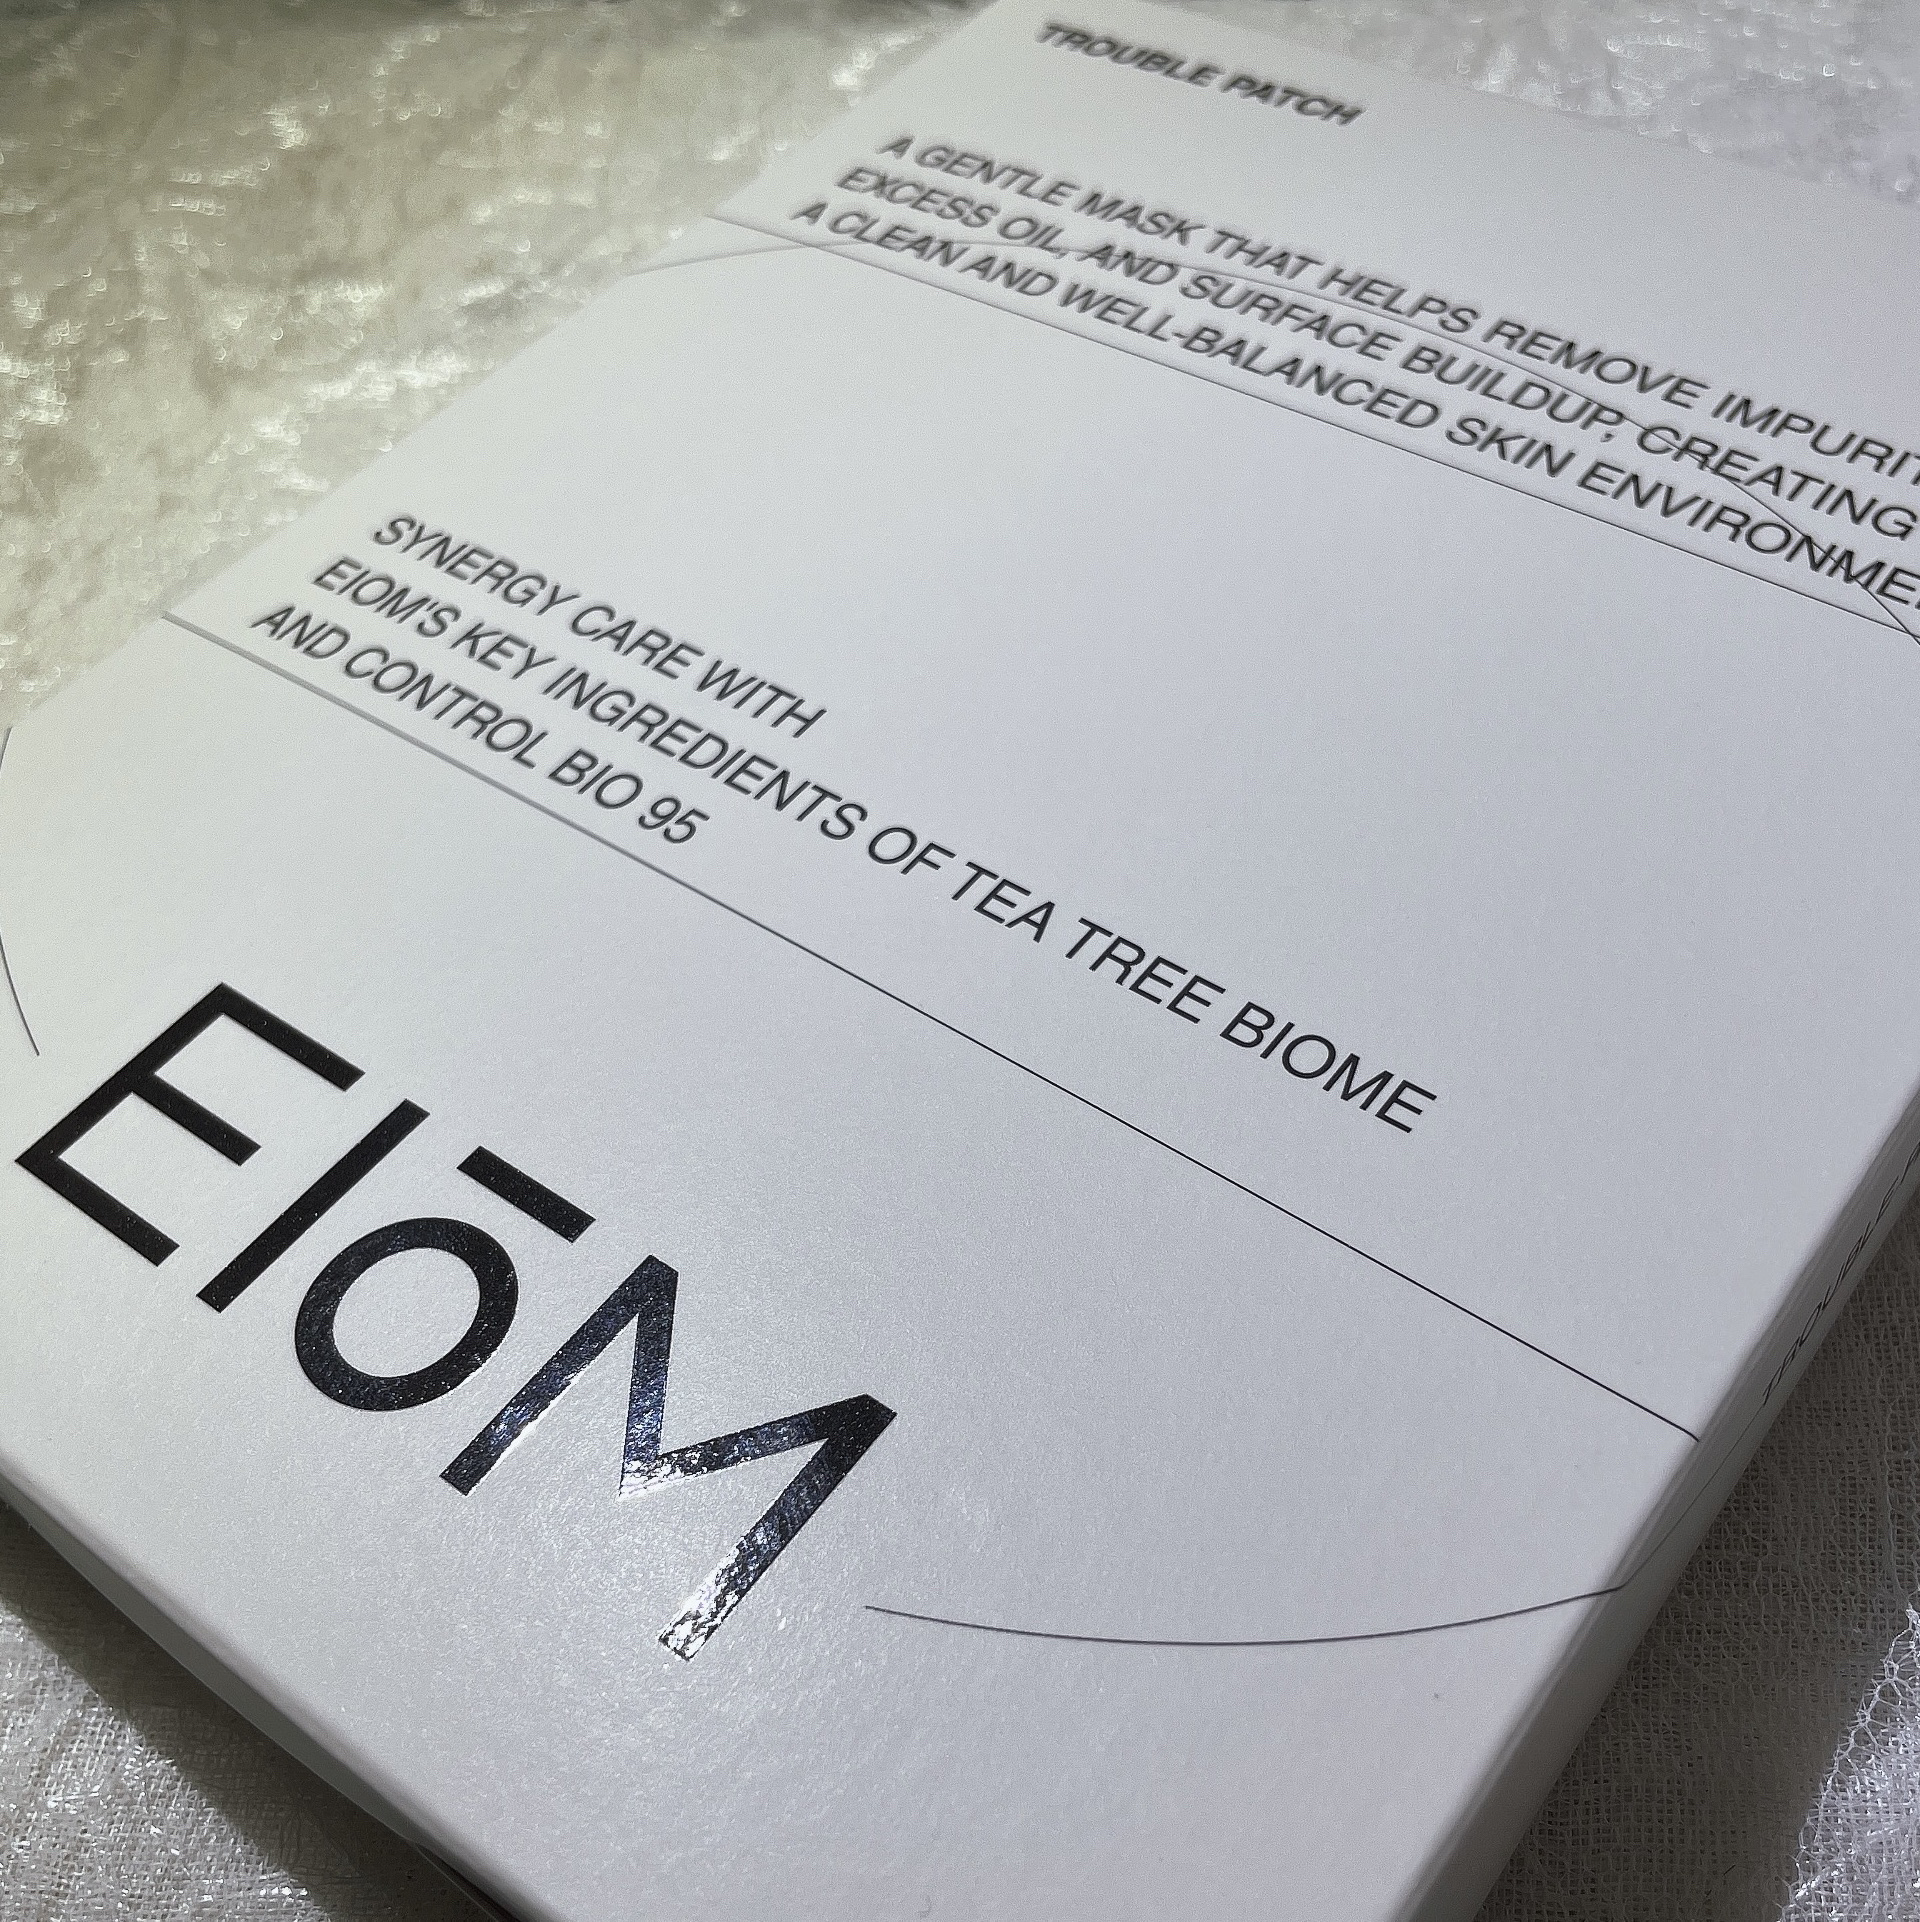 TROUBLE PATCH
A GENTLE MASK THAT HELPS REMOVE IMPURIT
EXCESS OIL, AND SURFACE BUILDUP, CREATING
A CLEAN AND WELL-BALANCED SKIN ENVIRONME
SYNERGY CARE WITH
EIOM'S KEY INGREDIENTS OF TEA TREE BIOME
AND CONTROL BIO 95
EIōM
TROUBLE